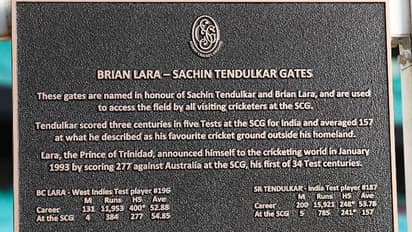 BRIAN LARA – SACHIN TENDULKAR GATES
These gates are named in honour of Sachin Tendulkar and Brian Lara, and are used
to access the field by all visiting cricketers at the SCG.
Tendulkar scored three centuries in five Tests at the SCG for India and averaged 157
at what he described as his favourite cricket ground outside his homeland.
Lara, the Prince of Trinidad, announced himself to the cricketing world in January
1993 by scoring 277 against Australia at the SCG, his first of 34 Test centuries.
BC LARA - West Indies Test player #196
M Runs HS Ave
Career 131 11,953 400* 52.88
At the SCG 4 384 277 54.85
SR TENDULKAR - India Test player #187
M Runs HS Ave
Career 200 15,921 248* 53.78
At the SCG 5 785 241* 157